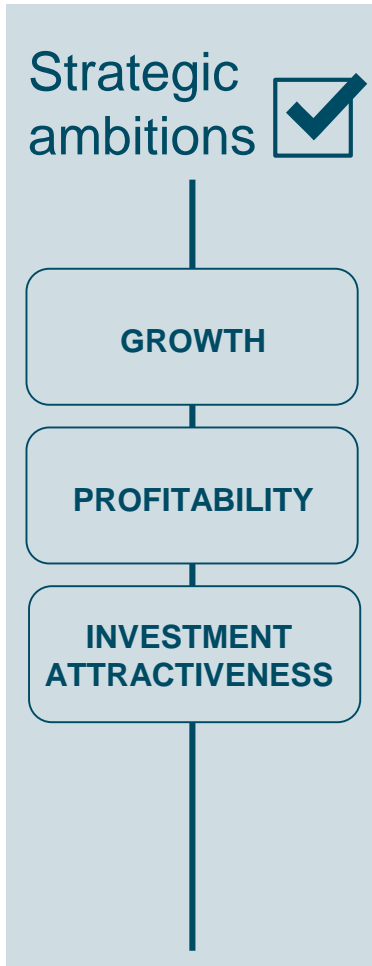 Strategic
ambitions
GROWTH
PROFITABILITY
INVESTMENT
ATTRACTIVENESS